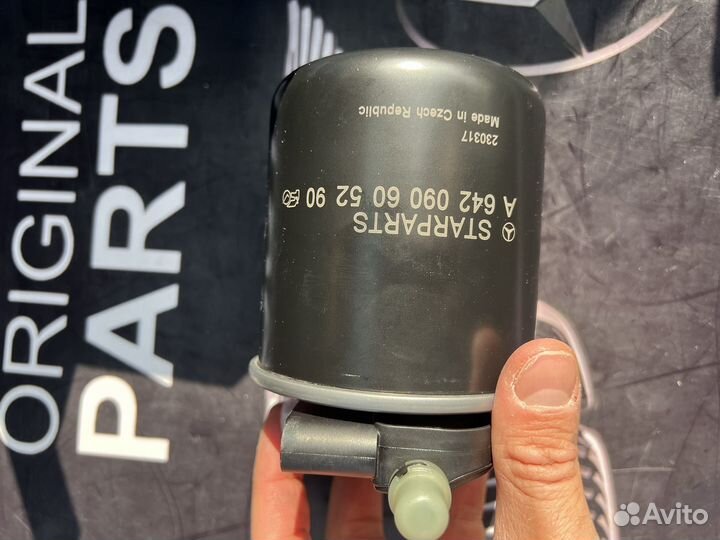 ORIGINAL
PARTS
STARPARTS
A 642 090 60 52 90
Made in Czech Republic
230317
Avito